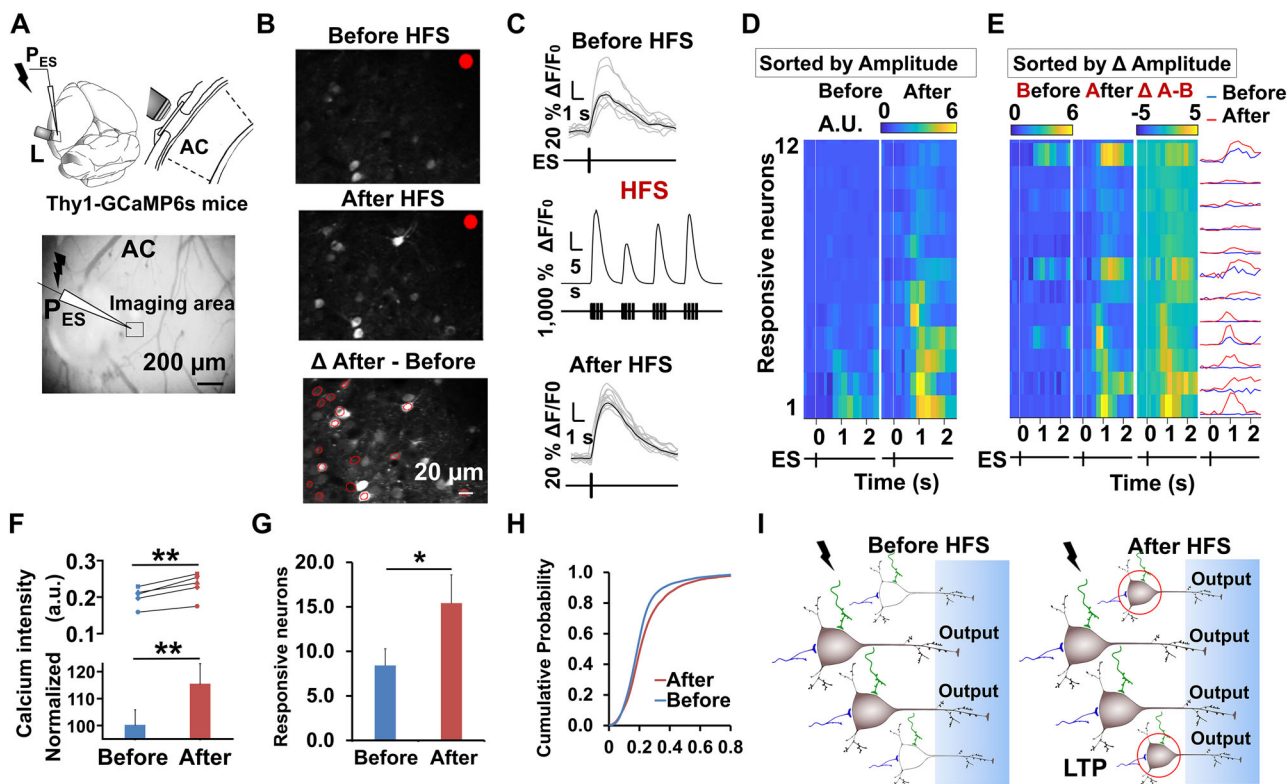 A
P_ES
L
AC
Thy1-GCaMP6s mice
AC
P_ES
Imaging area
200 µm
B
Before HFS
After HFS
Δ After - Before
20 µm
C
Before HFS
20 % ΔF/F0
1 s
ES
HFS
1,000 % ΔF/F0
5
s
After HFS
20 % ΔF/F0
1 s
D
Sorted by Amplitude
Before
After
A.U.
0 6
Responsive neurons
12
1
0 1 2
0 1 2
ES
Time (s)
E
Sorted by Δ Amplitude
Before After Δ A-B
0 6
-5 5
Before
After
0 1 2
0 1 2
0 1 2
0 1 2
ES
Time (s)
F
Calcium intensity
(a.u.)
Normalized
**
0.3
0.2
0.1
**
120
110
100
Before After
G
Responsive neurons
*
20.0
15.0
10.0
5.0
0.0
Before After
H
Cumulative Probability
1.0
0.8
0.6
0.4
0.2
0.0
After
Before
0 0.2 0.4 0.6 0.8
I
Before HFS
Output
Output
After HFS
Output
Output
Output
Output
LTP